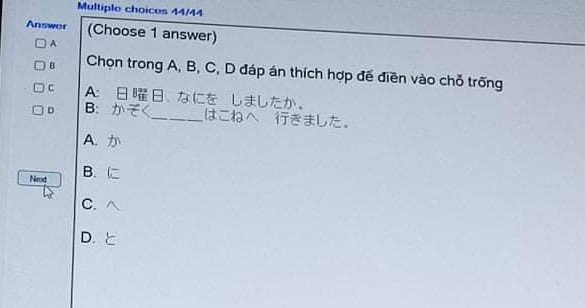 Multiple choices 44/44
Answer
A
B
C
D
Next
(Choose 1 answer)
Chọn trong A, B, C, D đáp án thích hợp để điền vào chỗ trống
A: 日曜日、なにを しましたか。
B: かぞく______はこねへ 行きました。
A. か
B. に
C. へ
D. と